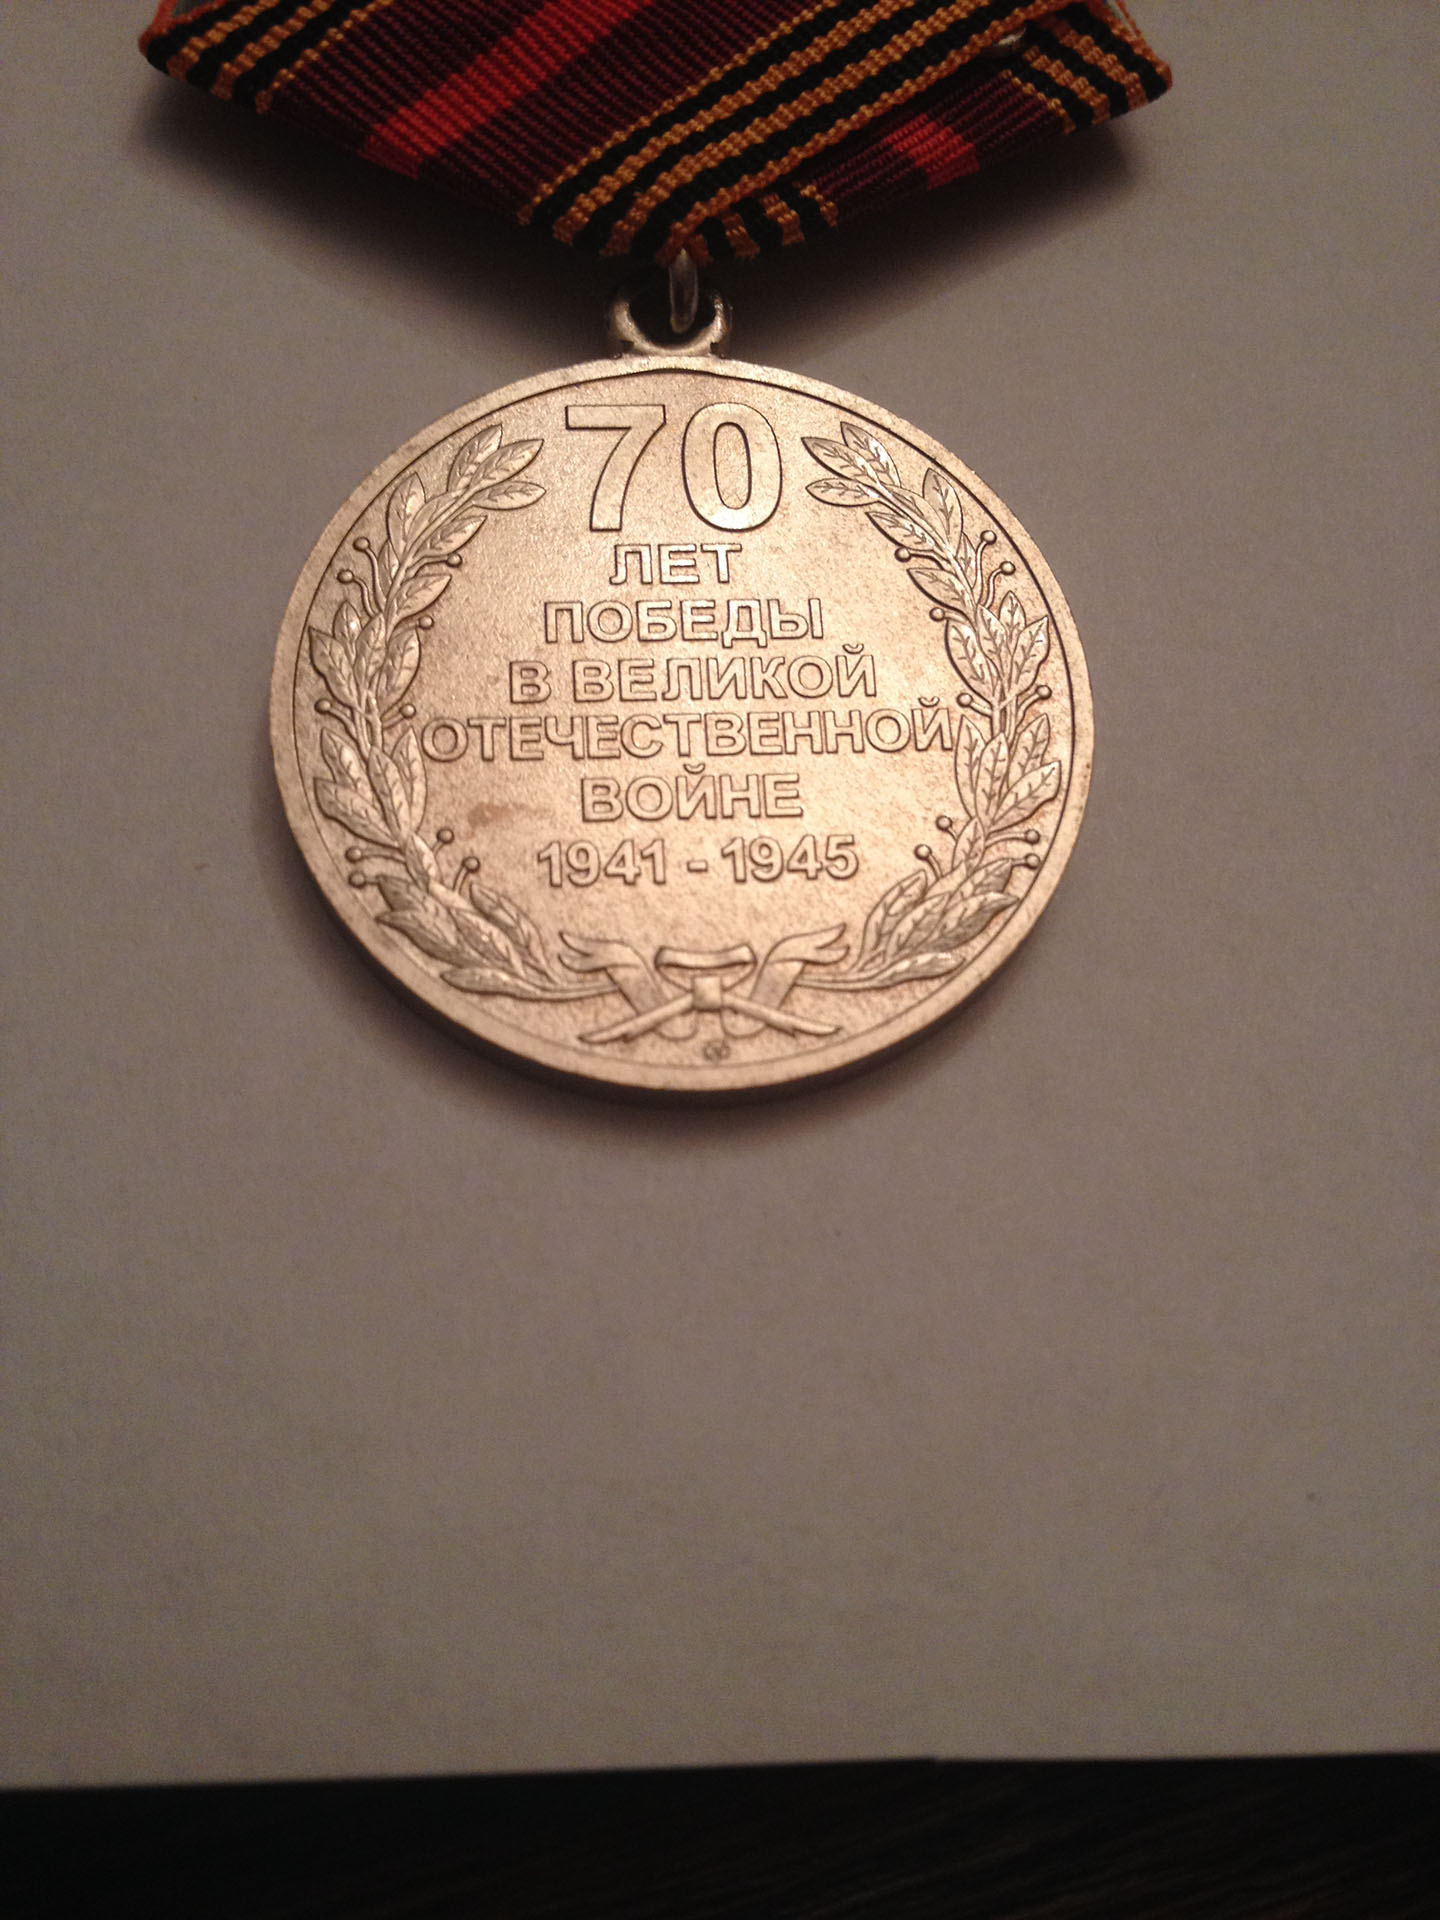 70
ЛЕТ
ПОБЕДЫ
В ВЕЛИКОЙ
ОТЕЧЕСТВЕННОЙ
ВОЙНЕ
1941 - 1945